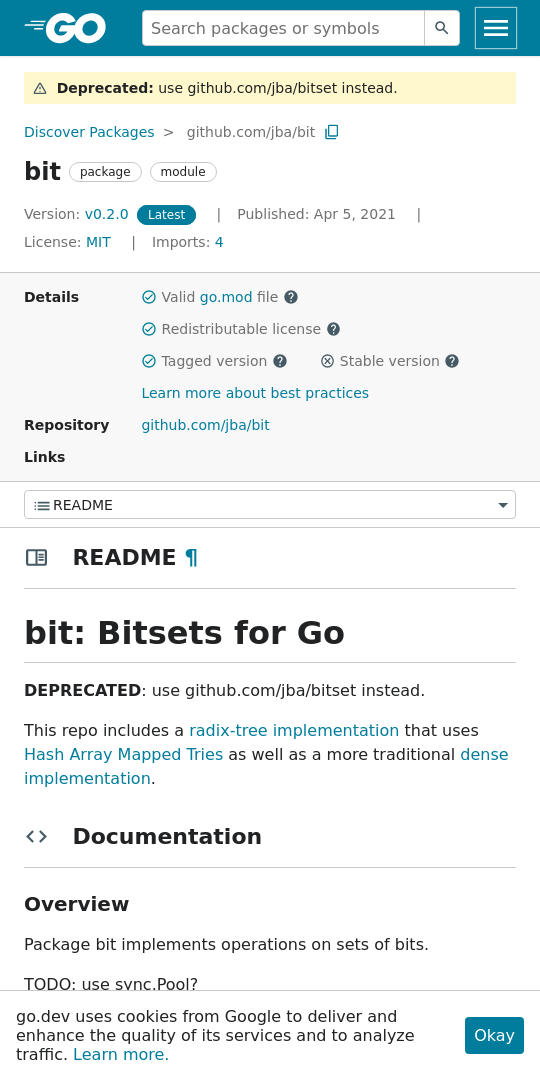 GO
Search packages or symbols
Deprecated: use github.com/jba/bitset instead.
Discover Packages > github.com/jba/bit
bit package module
Version: v0.2.0 Latest | Published: Apr 5, 2021 |
License: MIT | Imports: 4
Details Valid go.mod file
Redistributable license
Tagged version Stable version
Learn more about best practices
Repository github.com/jba/bit
Links
README
README ¶
bit: Bitsets for Go
DEPRECATED: use github.com/jba/bitset instead.
This repo includes a radix-tree implementation that uses
Hash Array Mapped Tries as well as a more traditional dense
implementation.
Documentation
Overview
Package bit implements operations on sets of bits.
TODO: use sync.Pool?
go.dev uses cookies from Google to deliver and
enhance the quality of its services and to analyze
traffic. Learn more.
Okay